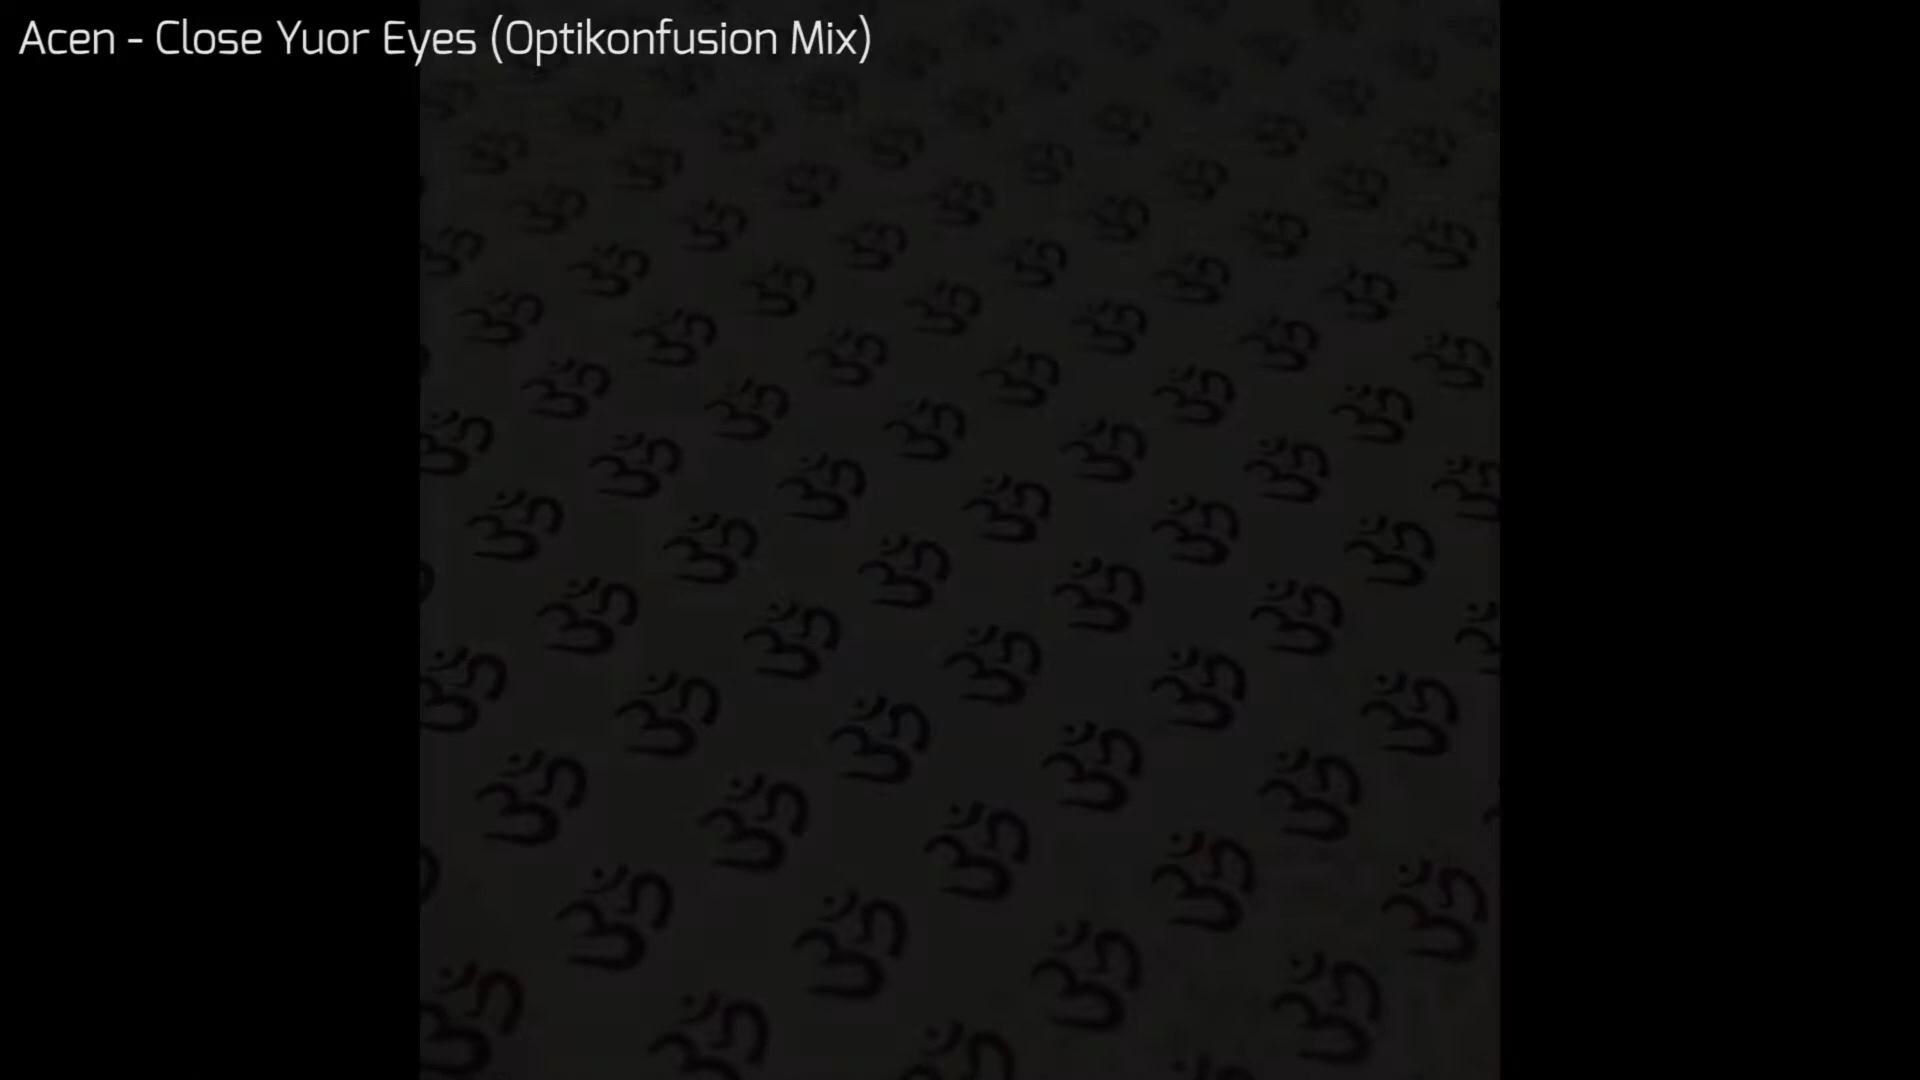 Acen - Close Yuor Eyes (Optikonfusion Mix)
ॐ ॐ ॐ ॐ ॐ ॐ ॐ ॐ